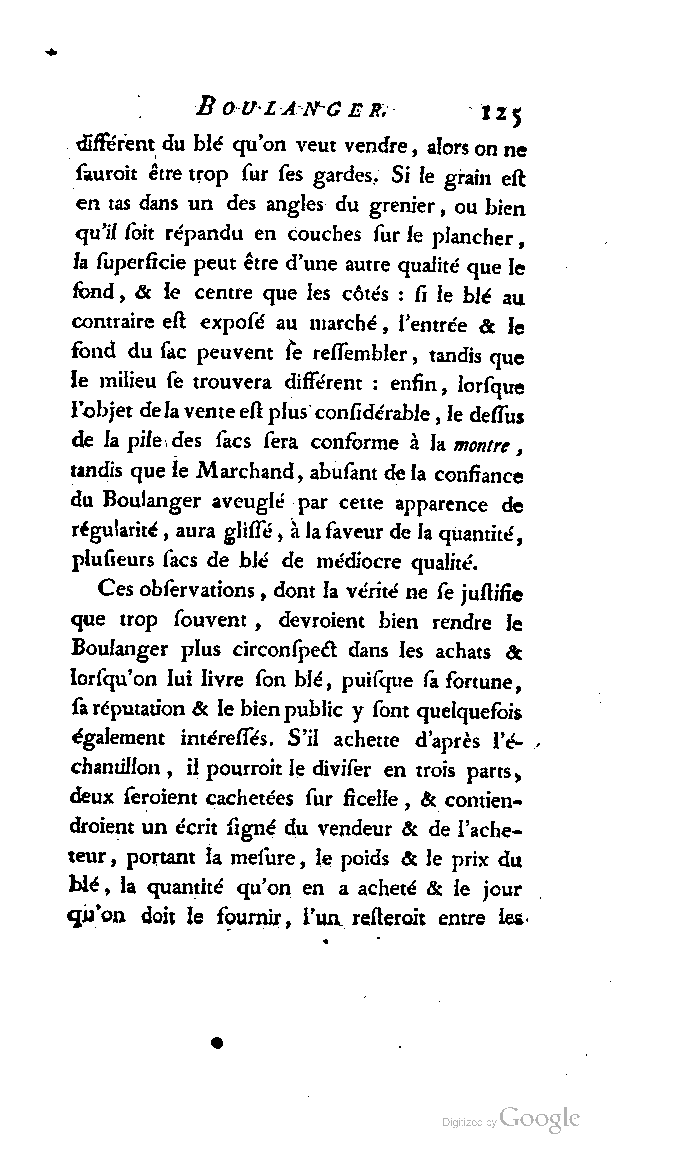 BOULANGER. 125
différent du blé qu'on veut vendre, alors on ne
ſauroit être trop ſur ſes gardes. Si le grain eſt
en tas dans un des angles du grenier, ou bien
qu'il ſoit répandu en couches ſur le plancher,
la ſuperficie peut être d'une autre qualité que le
fond, & le centre que les côtés : ſi le blé au
contraire eſt expoſé au marché, l'entrée & le
fond du ſac peuvent ſe reſſembler, tandis que
le milieu ſe trouvera différent : enfin, lorſque
l'objet de la vente eſt plus conſidérable, le deſſus
de la pile des ſacs ſera conforme à la montre,
tandis que le Marchand, abuſant de la confiance
du Boulanger aveuglé par cette apparence de
régularité, aura gliſſé, à la faveur de la quantité,
pluſieurs ſacs de blé de médiocre qualité.
Ces obſervations, dont la vérité ne ſe juſtifie
que trop ſouvent, devroient bien rendre le
Boulanger plus circonſpect dans les achats &
lorſqu'on lui livre ſon blé, puiſque ſa fortune,
ſa réputation & le bien public y ſont quelquefois
également intéreſſés. S'il achette d'après l'é-
chantillon, il pourroit le diviſer en trois parts,
deux ſeroient cachetées ſur ficelle, & contien-
droient un écrit ſigné du vendeur & de l'ache-
teur, portant la meſure, le poids & le prix du
blé, la quantité qu'on en a acheté & le jour
qu'on doit le fournir, l'un reſteroit entre les
Digitized by Google